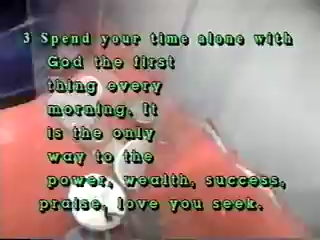 3 Spend your time alone with
God the first
thing every
morning. It
is the only
way to the
power, wealth, success,
praise, love you seek.